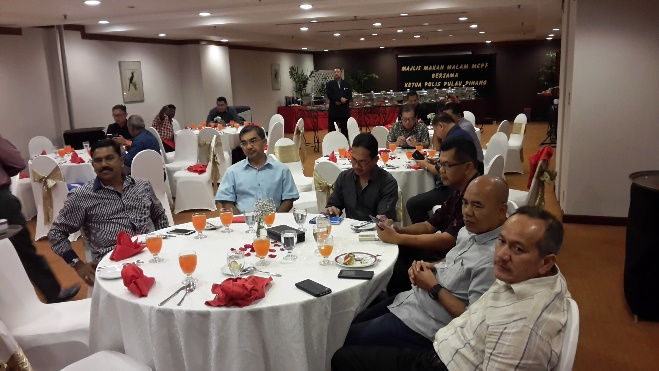 MAJLIS MAKAN MALAM MCPF
BERSAMA
KETUA POLIS PULAU PINANG